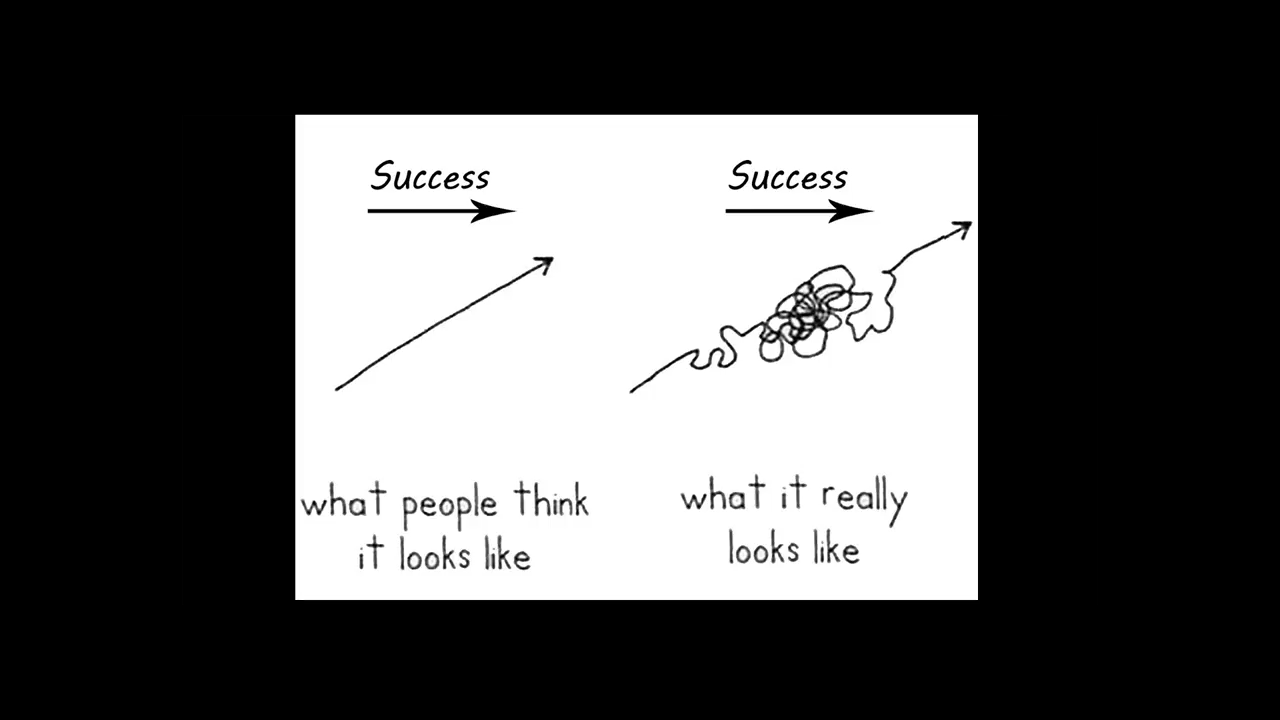 Success
what people think
it looks like
Success
what it really
looks like